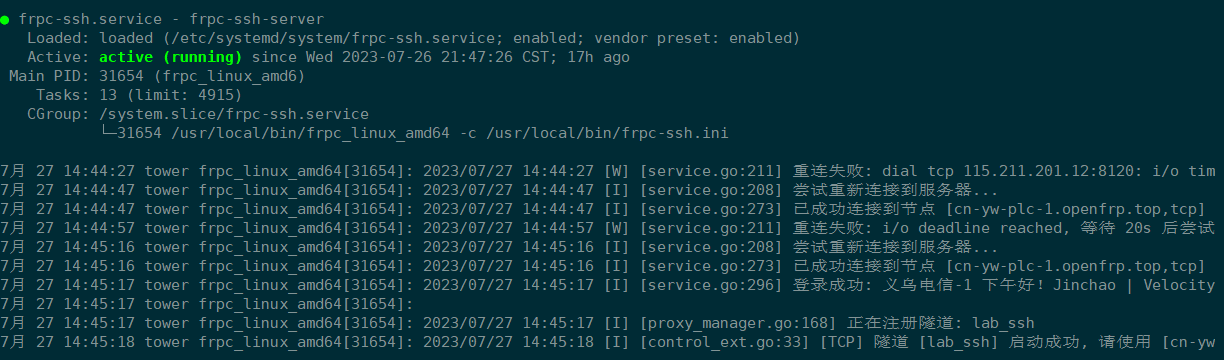 ● frpc-ssh.service - frpc-ssh-server
Loaded: loaded (/etc/systemd/system/frpc-ssh.service; enabled; vendor preset: enabled)
Active: active (running) since Wed 2023-07-26 21:47:26 CST; 17h ago
Main PID: 31654 (frpc_linux_amd6)
Tasks: 13 (limit: 4915)
CGroup: /system.slice/frpc-ssh.service
└─31654 /usr/local/bin/frpc_linux_amd64 -c /usr/local/bin/frpc-ssh.ini
7月 27 14:44:27 tower frpc_linux_amd64[31654]: 2023/07/27 14:44:27 [W] [service.go:211] 重连失败: dial tcp 115.211.201.12:8120: i/o tim
7月 27 14:44:47 tower frpc_linux_amd64[31654]: 2023/07/27 14:44:47 [I] [service.go:208] 尝试重新连接到服务器...
7月 27 14:44:47 tower frpc_linux_amd64[31654]: 2023/07/27 14:44:47 [I] [service.go:273] 已成功连接到节点 [cn-yw-plc-1.openfrp.top,tcp]
7月 27 14:44:57 tower frpc_linux_amd64[31654]: 2023/07/27 14:44:57 [W] [service.go:211] 重连失败: i/o deadline reached, 等待 20s 后尝试
7月 27 14:45:16 tower frpc_linux_amd64[31654]: 2023/07/27 14:45:16 [I] [service.go:208] 尝试重新连接到服务器...
7月 27 14:45:16 tower frpc_linux_amd64[31654]: 2023/07/27 14:45:16 [I] [service.go:273] 已成功连接到节点 [cn-yw-plc-1.openfrp.top,tcp]
7月 27 14:45:17 tower frpc_linux_amd64[31654]: 2023/07/27 14:45:17 [I] [service.go:296] 登录成功: 义乌电信-1 下午好! Jinchao | Velocity
7月 27 14:45:17 tower frpc_linux_amd64[31654]:
7月 27 14:45:17 tower frpc_linux_amd64[31654]: 2023/07/27 14:45:17 [I] [proxy_manager.go:168] 正在注册隧道: lab_ssh
7月 27 14:45:18 tower frpc_linux_amd64[31654]: 2023/07/27 14:45:18 [I] [control_ext.go:33] [TCP] 隧道 [lab_ssh] 启动成功, 请使用 [cn-yw